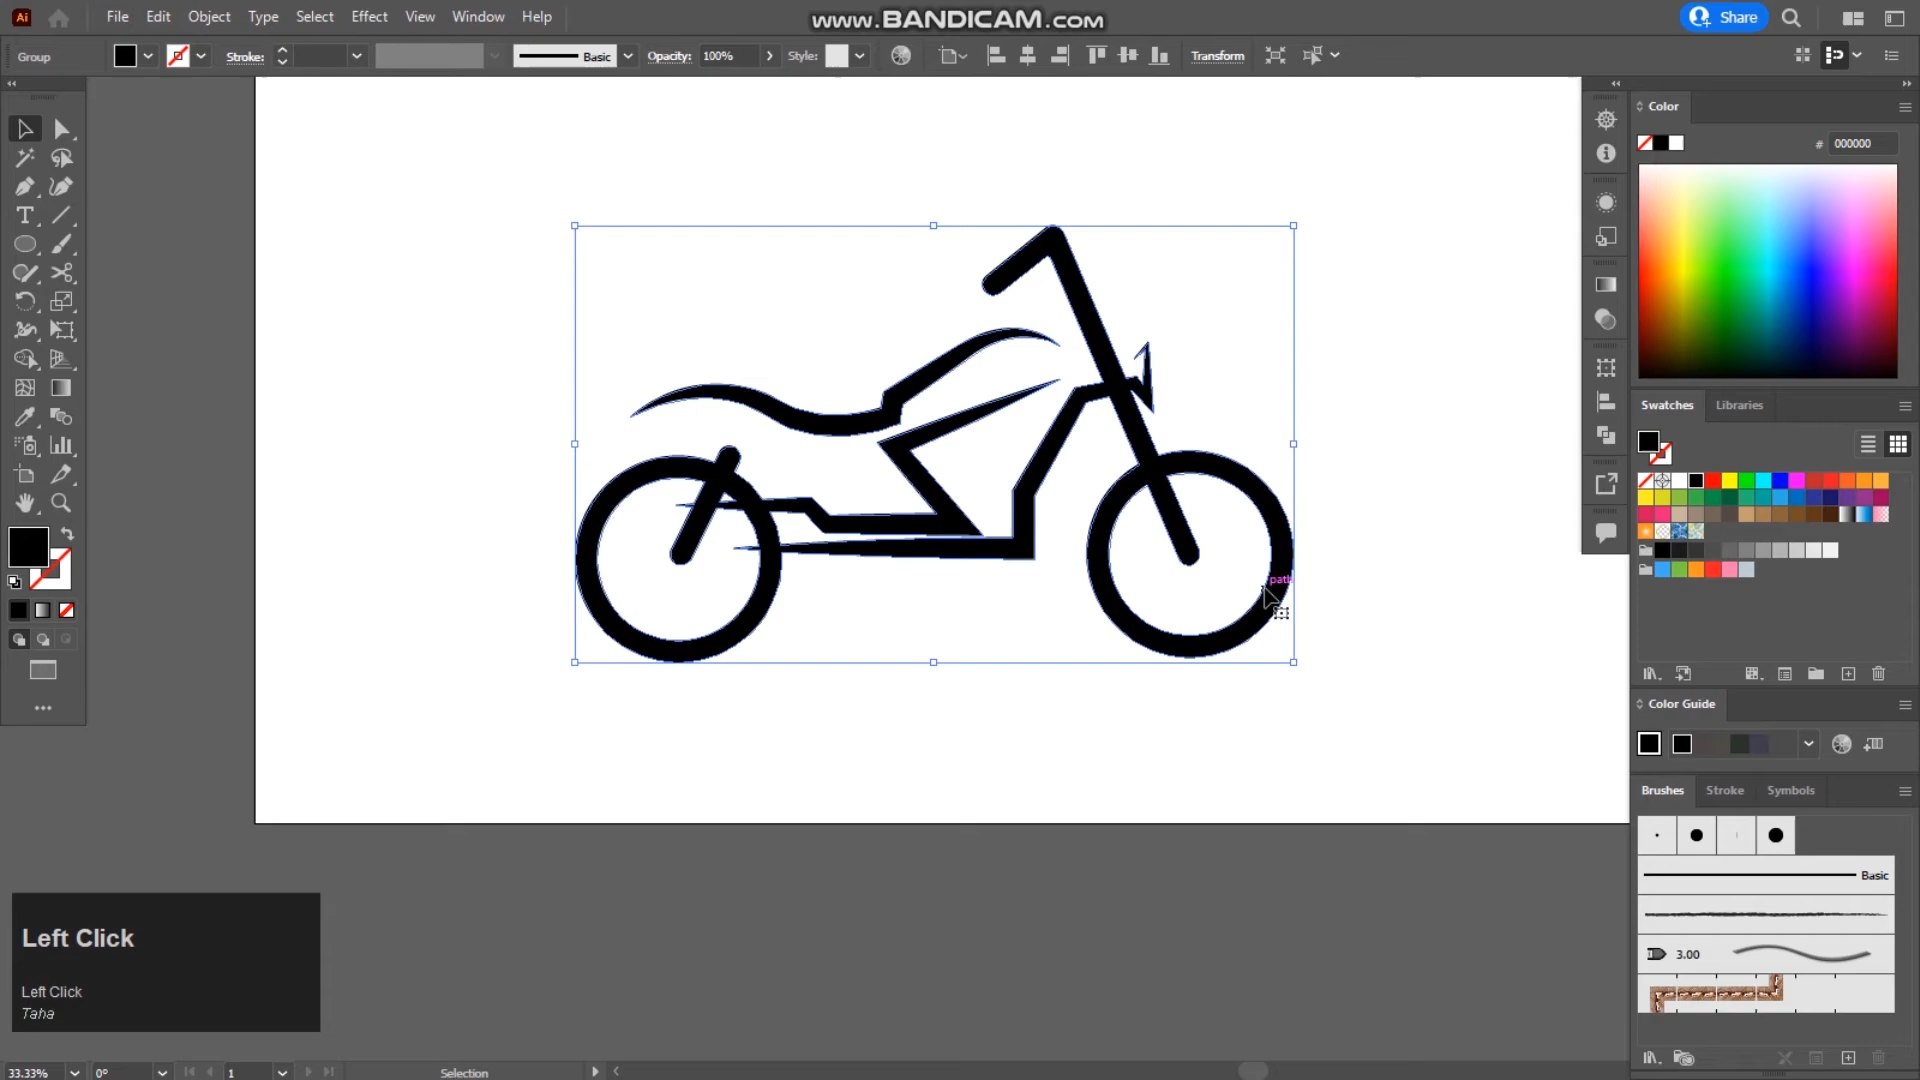 Ai File Edit Object Type Select Effect View Window Help
WWW.BANDICAM.COM
Share
Group
Stroke:
Basic
Opacity: 100%
Style:
Transform
Color
# 000000
Swatches Libraries
path
Color Guide
Brushes Stroke Symbols
Basic
3.00
Left Click
Left Click
Taha
33.33% 0° 1 Selection